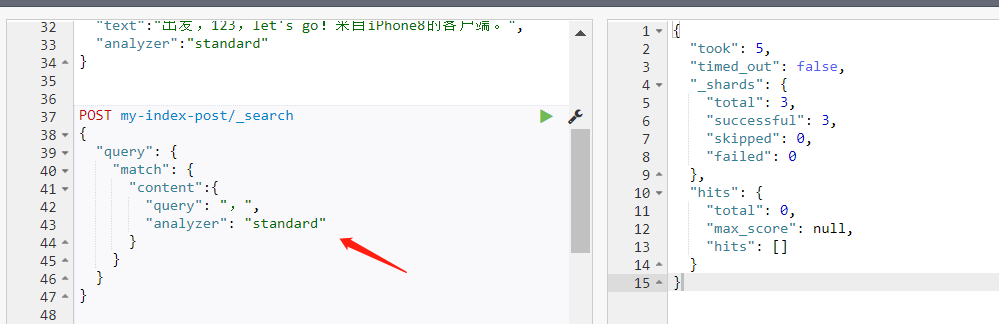 32 "text":"出发，123，let's go！来自iPhone8的客户端。",
33 "analyzer":"standard"
34 }
35
36
37 POST my-index-post/_search
38 {
39 "query": {
40 "match": {
41 "content":{
42 "query": "，",
43 "analyzer": "standard"
44 }
45 }
46 }
47 }
48
1 {
2 "took": 5,
3 "timed_out": false,
4 "_shards": {
5 "total": 3,
6 "successful": 3,
7 "skipped": 0,
8 "failed": 0
9 },
10 "hits": {
11 "total": 0,
12 "max_score": null,
13 "hits": []
14 }
15 }